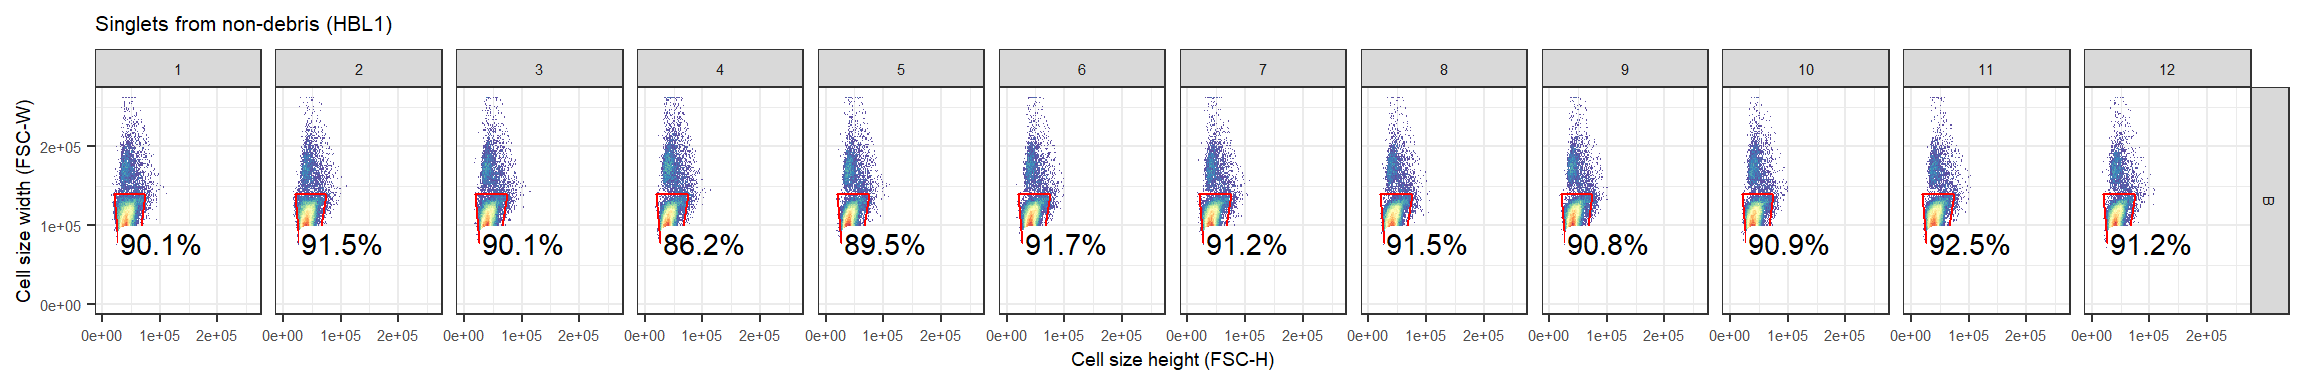 Singlets from non-debris (HBL1)
1 2 3 4 5 6 7 8 9 10 11 12
Cell size width (FSC-W)
2e+05
1e+05
0e+00
90.1% 91.5% 90.1% 86.2% 89.5% 91.7% 91.2% 91.5% 90.8% 90.9% 92.5% 91.2%
B
0e+00 1e+05 2e+05 0e+00 1e+05 2e+05 0e+00 1e+05 2e+05 0e+00 1e+05 2e+05 0e+00 1e+05 2e+05 0e+00 1e+05 2e+05 0e+00 1e+05 2e+05 0e+00 1e+05 2e+05 0e+00 1e+05 2e+05 0e+00 1e+05 2e+05 0e+00 1e+05 2e+05 0e+00 1e+05 2e+05
Cell size height (FSC-H)